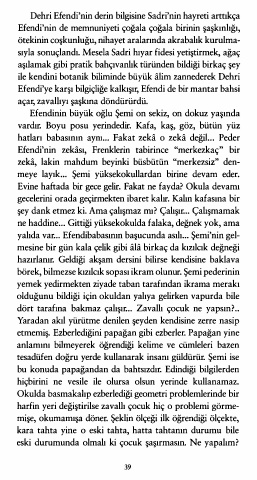 Dehri Efendi'nin derin bilgisine Sadri'nin hayreti arttıkça
Efendi'nin de memnuniyeti çoğala çoğala birinin şaşkınlığı,
ötekinin coşkunluğu, nihayet aralarında akrabalık kurulma-
sıyla sonuçlandı. Mesela Sadri hıyar fidesi yetiştirmek, ağaç
aşılamak gibi pratik bahçıvanlık türünden bildiği birkaç şey
ile kendini botanik biliminde büyük âlim zannederek Dehri
Efendi'ye karşı bilgiçliğe kalkışır, Efendi de bir mantar bahsi
açar, zavallıyı şaşkına döndürürdü.
Efendinin büyük oğlu Şemi on sekiz, on dokuz yaşında
vardır. Boyu posu yerindedir. Kafa, kaş, göz, bütün yüz
hatları babasının aynı... Fakat zekâ o zekâ değil... Peder
Efendi'nin zekâsı, Frenklerin tabirince "merkezkaç" bir
zekâ, lakin mahdum beyinki büsbütün "merkezsiz" den-
meye layık... Şemi yüksekokullardan birine devam eder.
Evine haftada bir gece gelir. Fakat ne fayda? Okula devamı
gecelerini orada geçirmekten ibaret kalır. Kalın kafasına bir
şey dank etmez ki. Ama çalışmaz mı? Çalışır... Çalışmamak
ne haddine... Gittiği yüksekokulda falaka, değnek yok, ama
yalıda var... Efendibabasının başucunda asılı... Şemi'nin gel-
mesine bir gün kala çelik gibi âlâ birkaç da kızılcık değneği
hazırlanır. Geldiği akşam dersini bilirse kendisine baklava
börek, bilmezse kızılcık sopası ikram olunur. Şemi pederinin
yemek yedirmekten ziyade taban tarafından ikrama meraklı
olduğunu bildiği için okuldan yalıya gelirken vapurda bile
dört tarafına bakmaz çalışır... Zavallı çocuk ne yapsın?..
Yaradan akıl yürütme denilen şeyden kendisine zerre nasip
etmemiş. Ezberlediğini papağan gibi ezberler. Papağan yine
anlamını bilmeyerek öğrendiği kelime ve cümleleri bazen
tesadüfen doğru yerde kullanarak insanı güldürür. Şemi ise
bu konuda papağandan da bahtsızdır. Edindiği bilgilerden
hiçbirini ne vesile ile olursa olsun yerinde kullanamaz.
Okulda basmakalıp ezberlediği geometri problemlerinde bir
harfin yeri değiştirilse zavallı çocuk hiç o problemi görme-
mişe, okumamışa döner. Şeklin ölçeği ilk öğrendiği ölçekte,
kara tahta yine o eski tahta, hatta tahtanın durumu bile
eski durumunda olmalı ki çocuk şaşırmasın. Ne yapalım?
39